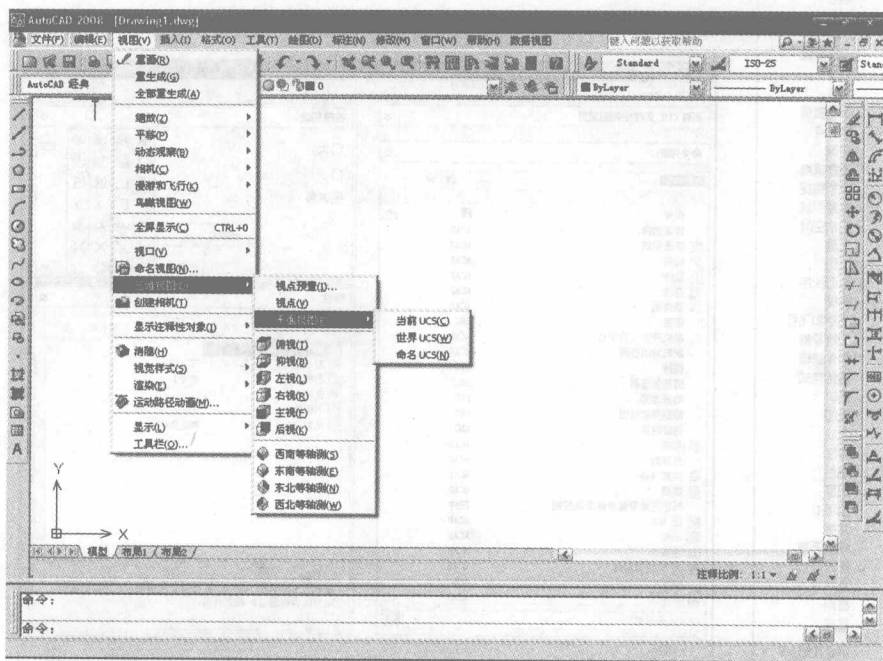 AutoCAD 2008 - [Drawing1.dwg]
文件(F) 编辑(E) 视图(V) 插入(I) 格式(O) 工具(T) 绘图(D) 标注(N) 修改(M) 窗口(W) 帮助(H) 数据视图 键入问题以获取帮助
Standard ISO-25 Stan
AutoCAD 经典 0 ByLayer ByLayer
重画(R)
重生成(G)
全部重生成(A)
缩放(Z)
平移(P)
动态观察(B)
相机(C)
漫游和飞行(K)
鸟瞰视图(W)
全屏显示(C) CTRL+0
视口(V)
命名视图(N)...
三维视图(D)
创建相机(T)
显示注释性对象(I)
消隐(H)
视觉样式(S)
渲染(E)
运动路径动画(M)...
显示(L)
工具栏(O)...
视点预置(I)...
视点(V)
平面视图(P)
俯视(T)
仰视(B)
左视(L)
右视(R)
主视(F)
后视(K)
西南等轴测(S)
东南等轴测(E)
东北等轴测(N)
西北等轴测(W)
当前 UCS(C)
世界 UCS(W)
命名 UCS(N)
A
Y
X
模型 布局1 布局2
注释比例: 1:1
命令:
命令: